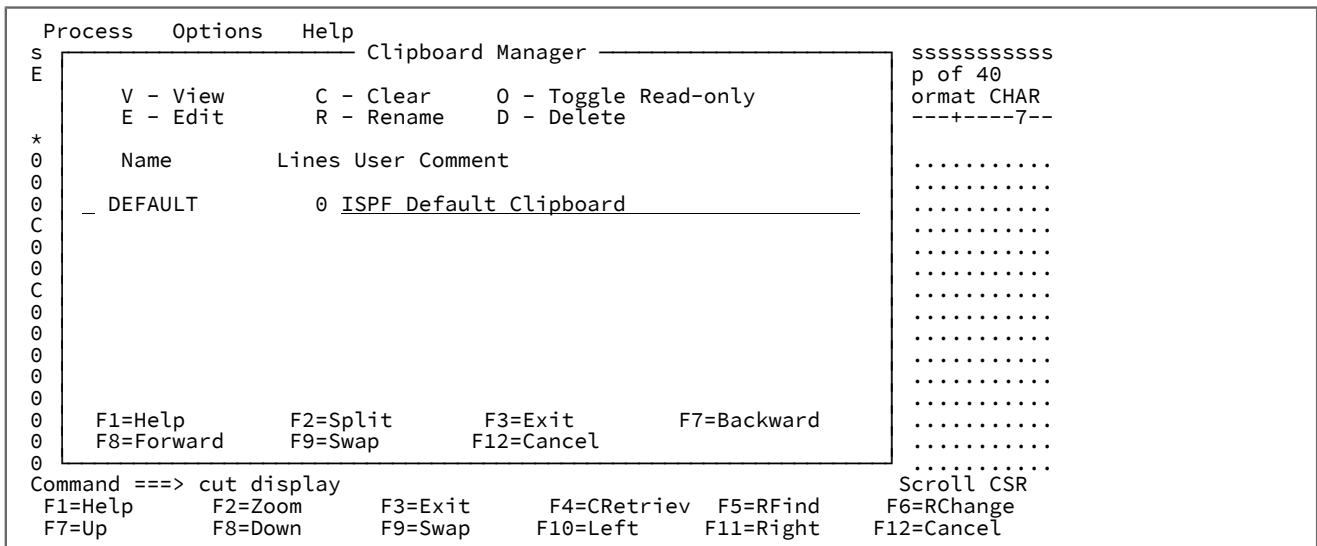 Process Options Help
s Clipboard Manager sssssssssss
E p of 40
V - View C - Clear O - Toggle Read-only ormat CHAR
E - Edit R - Rename D - Delete ---+----7--
*
0 Name Lines User Comment ...........
0 ...........
0 _ DEFAULT 0 ISPF Default Clipboard ...........
C ...........
0 ...........
0 ...........
C ...........
0 ...........
0 ...........
0 ...........
0 ...........
0 ...........
0 F1=Help F2=Split F3=Exit F7=Backward ...........
0 F8=Forward F9=Swap F12=Cancel ...........
0 ...........
Command ===> cut display Scroll CSR
F1=Help F2=Zoom F3=Exit F4=CRetriev F5=RFind F6=RChange
F7=Up F8=Down F9=Swap F10=Left F11=Right F12=Cancel